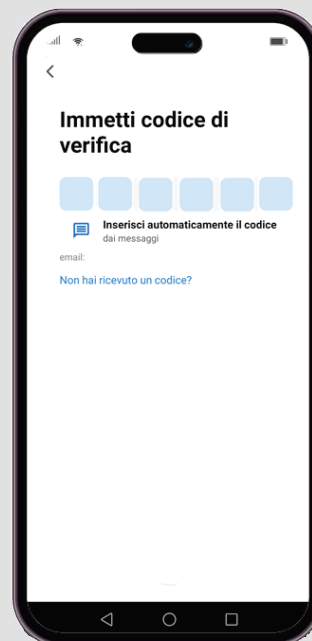 Immetti codice di
verifica
Inserisci automaticamente il codice
dai messaggi
email:
Non hai ricevuto un codice?